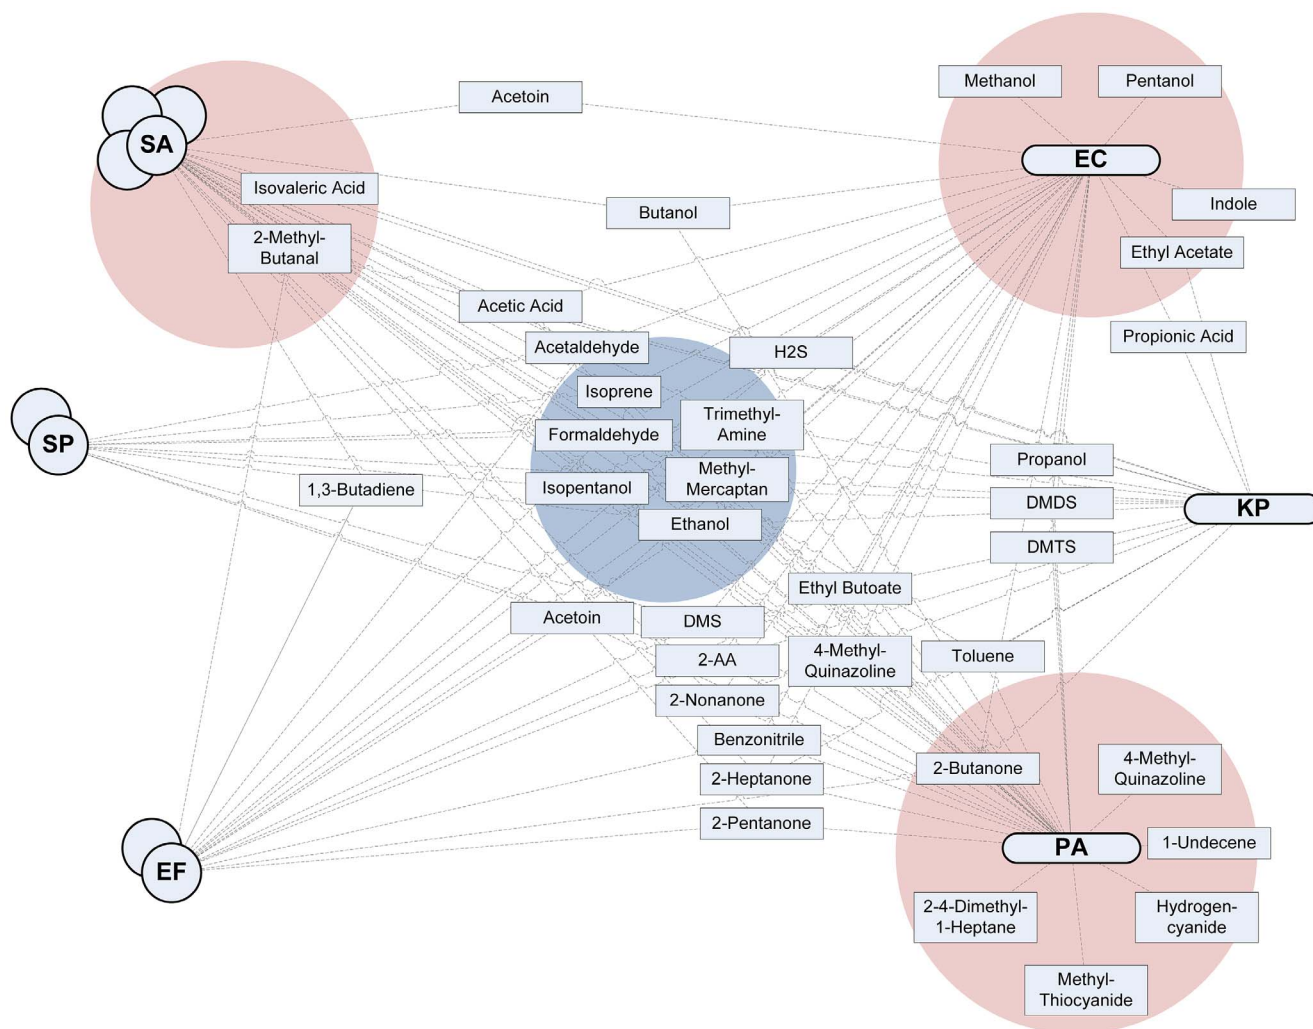 Methanol
Pentanol
Acetoin
SA
EC
Isovaleric Acid
Indole
Butanol
2-Methyl-
Butanal
Ethyl Acetate
Acetic Acid
Propionic Acid
Acetaldehyde
H2S
Isoprene
Trimethyl-
Amine
Formaldehyde
SP
Propanol
Methyl-
Mercaptan
1,3-Butadiene
Isopentanol
DMDS
KP
Ethanol
DMTS
Ethyl Butoate
Acetoin
DMS
4-Methyl-
Quinazoline
2-AA
Toluene
2-Nonanone
Benzonitrile
2-Butanone
4-Methyl-
Quinazoline
2-Heptanone
2-Pentanone
PA
1-Undecene
EF
2-4-Dimethyl-
1-Heptane
Hydrogen-
cyanide
Methyl-
Thiocyanide